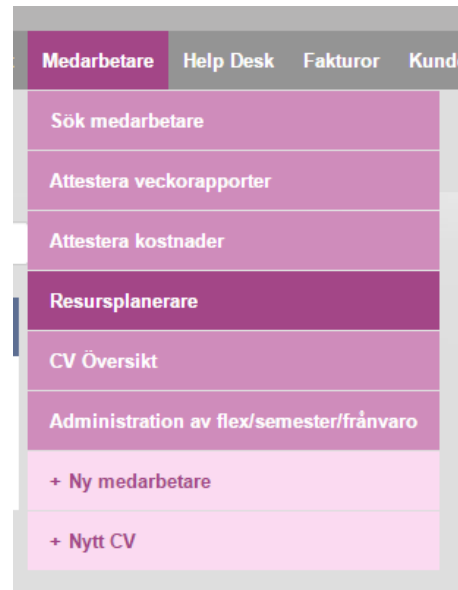 Medarbetare Help Desk Fakturor Kund
Sök medarbetare
Attestera veckorapporter
Attestera kostnader
Resursplanerare
CV Översikt
Administration av flex/semester/frånvaro
+ Ny medarbetare
+ Nytt CV